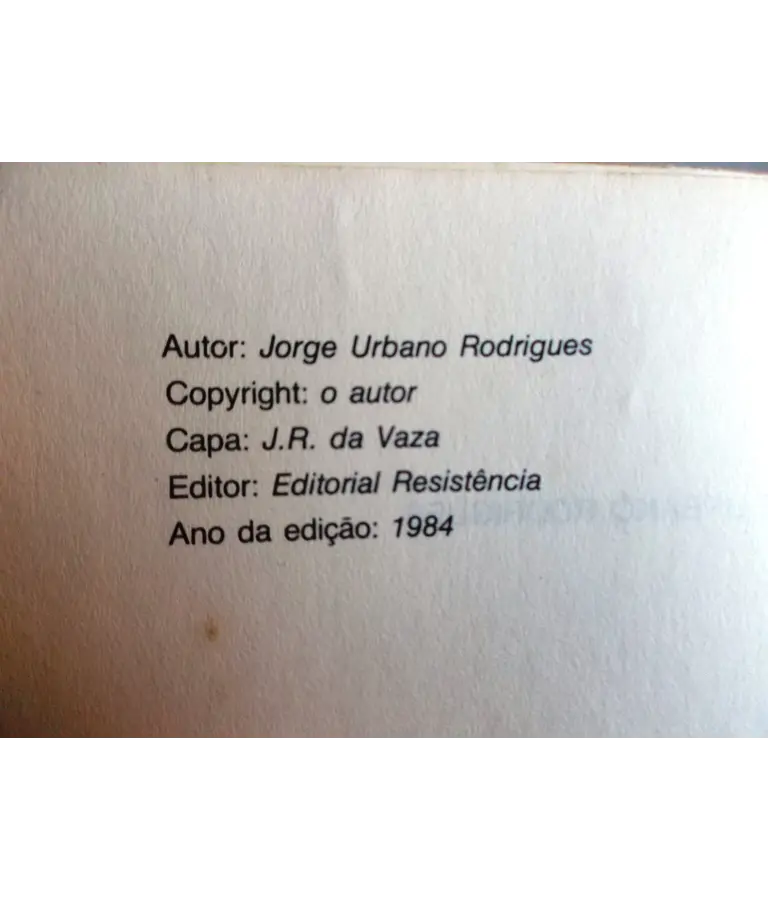 Autor: Jorge Urbano Rodrigues
Copyright: o autor
Capa: J.R. da Vaza
Editor: Editorial Resistência
Ano da edição: 1984